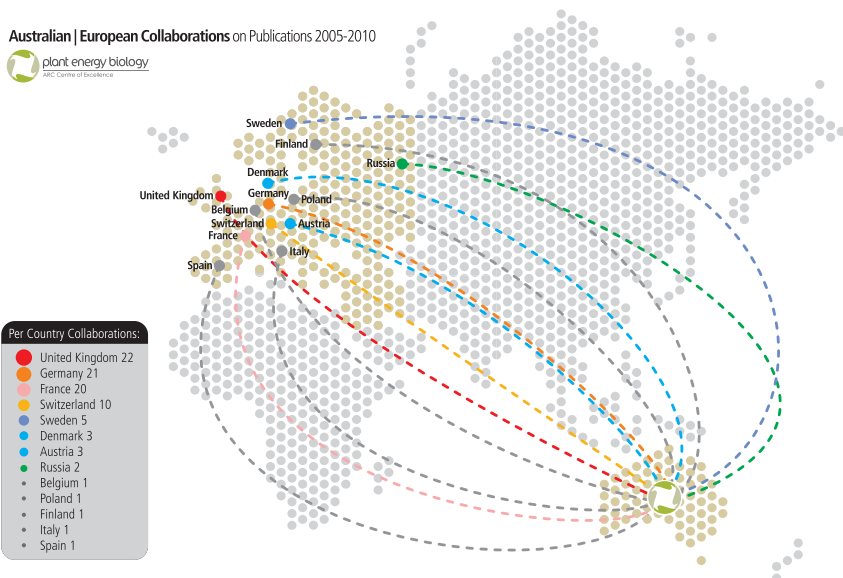 Australian | European Collaborations on Publications 2005-2010
plant energy biology
ARC Centre of Excellence
Sweden
Finland
Russia
Denmark
Germany
United Kingdom
Poland
Belgium
Switzerland
Austria
France
Italy
Spain
Per Country Collaborations:
United Kingdom 22
Germany 21
France 20
Switzerland 10
Sweden 5
Denmark 3
Austria 3
Russia 2
Belgium 1
Poland 1
Finland 1
Italy 1
Spain 1